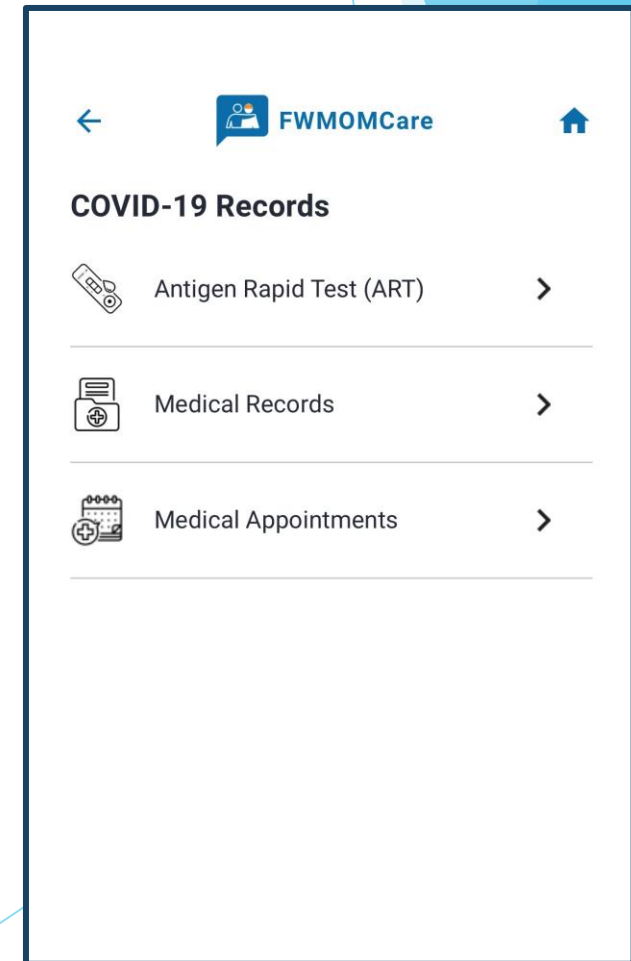 FWMOMCare
COVID-19 Records
Antigen Rapid Test (ART)
Medical Records
Medical Appointments